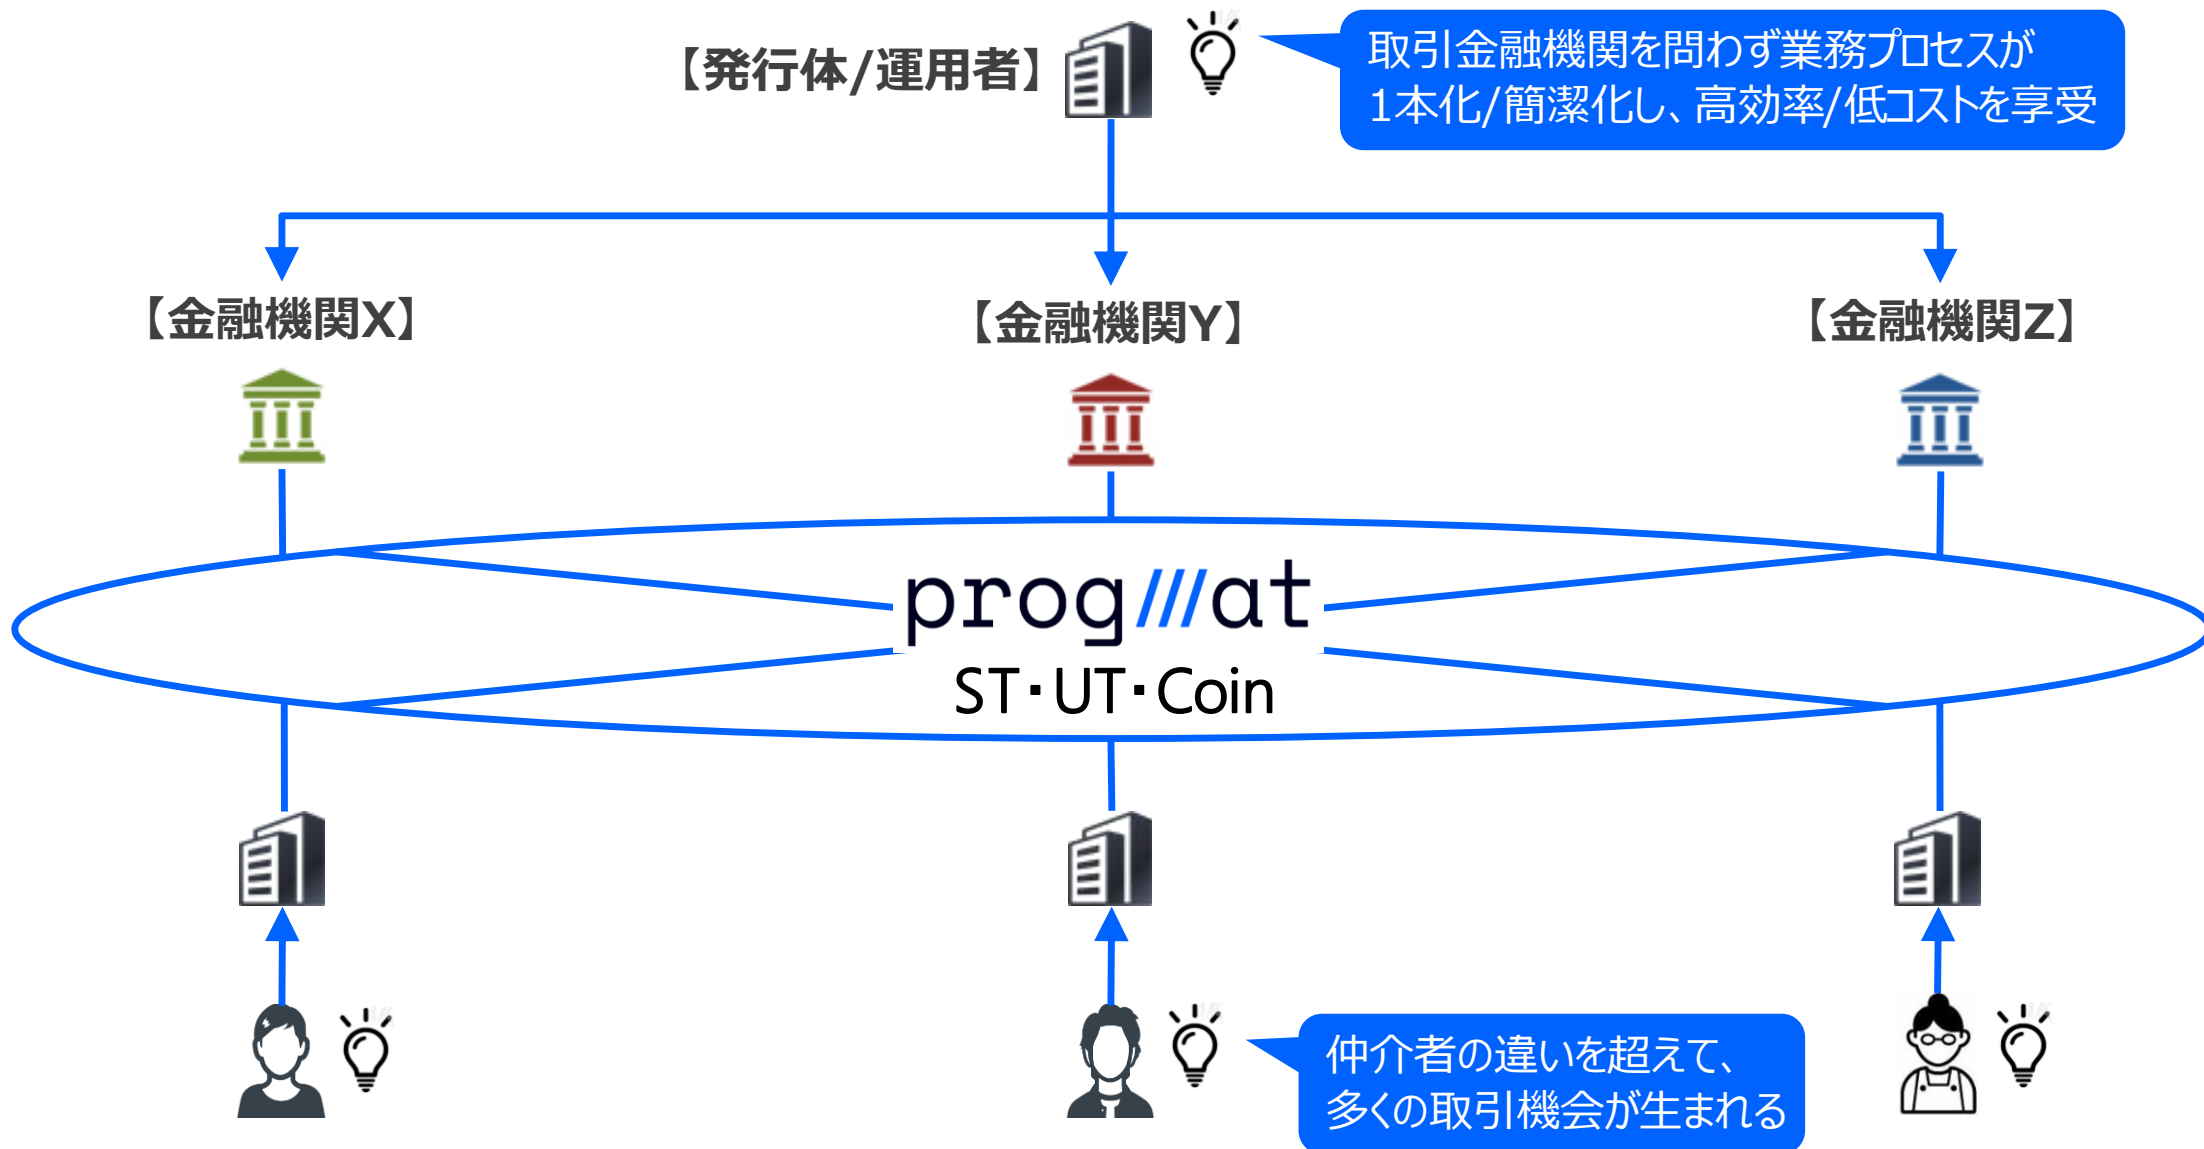 【発行体/運用者】
取引金融機関を問わず業務プロセスが
1本化/簡潔化し、高効率/低コストを享受
【金融機関X】
【金融機関Y】
【金融機関Z】
prog///at
ST・UT・Coin
仲介者の違いを超えて、
多くの取引機会が生まれる